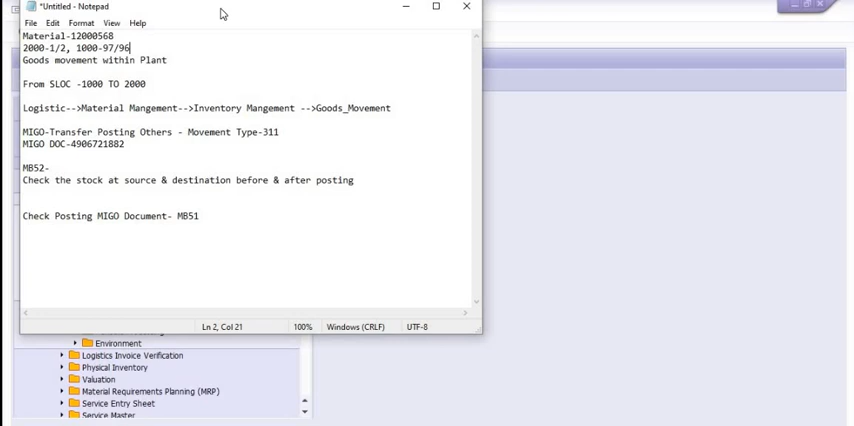 *Untitled - Notepad
File Edit Format View Help
Material-12000568
2000-1/2, 1000-97/96
Goods movement within Plant
From SLOC -1000 TO 2000
Logistic-->Material Mangement-->Inventory Mangement -->Goods_Movement
MIGO-Transfer Posting Others - Movement Type-311
MIGO DOC-4906721882
MB52-
Check the stock at source & destination before & after posting
Check Posting MIGO Document- MB51
Ln 2, Col 21 100% Windows (CRLF) UTF-8
Environment
Logistics Invoice Verification
Physical Inventory
Valuation
Material Requirements Planning (MRP)
Service Entry Sheet
Service Master